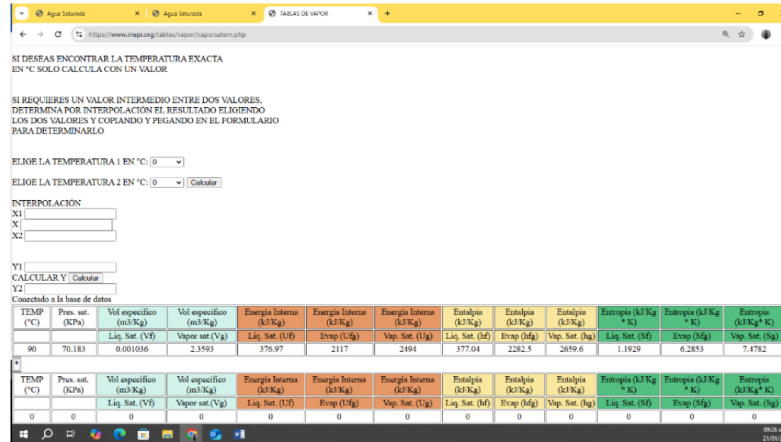 Agua Saturada
Agua Saturada
TABLAS DE VAPOR
https://www.inepi.org/tablas/vapor/vaporsatem.php
SI DESEAS ENCONTRAR LA TEMPERATURA EXACTA
EN °C SOLO CALCULA CON UN VALOR
SI REQUIERES UN VALOR INTERMEDIO ENTRE DOS VALORES,
DETERMINA POR INTERPOLACIÓN EL RESULTADO ELIGIENDO
LOS DOS VALORES Y COPIANDO Y PEGANDO EN EL FORMULARIO
PARA DETERMINARLO
ELIGE LA TEMPERATURA 1 EN °C: 0
ELIGE LA TEMPERATURA 2 EN °C: 0 Calcular
INTERPOLACIÓN
X1
X
X2
Y1
CALCULAR Y Calcular
Y2
Conectado a la base de datos
TEMP (°C) Pres. sat. (KPa) Vol especifico (m3/Kg) Vol especifico (m3/Kg) Energía Interna (kJ/Kg) Energía Interna (kJ/Kg) Energía Interna (kJ/Kg) Entalpia (kJ/Kg) Entalpia (kJ/Kg) Entalpia (kJ/Kg) Entropia (kJ/Kg * K) Entropia (kJ/Kg * K) Entropia (kJ/Kg* K)
Liq. Sat. (Vf) Vapor sat.(Vg) Liq. Sat. (Uf) Evap (Ufg) Vap. Sat. (Ug) Liq. Sat. (hf) Evap (hfg) Vap. Sat. (hg) Liq. Sat. (Sf) Evap (Sfg) Vap. Sat. (Sg)
90 70.183 0.001036 2.3593 376.97 2117 2494 377.04 2282.5 2659.6 1.1929 6.2853 7.4782
*
TEMP (°C) Pres. sat. (KPa) Vol especifico (m3/Kg) Vol especifico (m3/Kg) Energía Interna (kJ/Kg) Energía Interna (kJ/Kg) Energía Interna (kJ/Kg) Entalpia (kJ/Kg) Entalpia (kJ/Kg) Entalpia (kJ/Kg) Entropia (kJ/Kg * K) Entropia (kJ/Kg * K) Entropia (kJ/Kg* K)
Liq. Sat. (Vf) Vapor sat.(Vg) Liq. Sat. (Uf) Evap (Ufg) Vap. Sat. (Ug) Liq. Sat. (hf) Evap (hfg) Vap. Sat. (hg) Liq. Sat. (Sf) Evap (Sfg) Vap. Sat. (Sg)
0 0 0 0 0 0 0 0 0 0 0 0 0